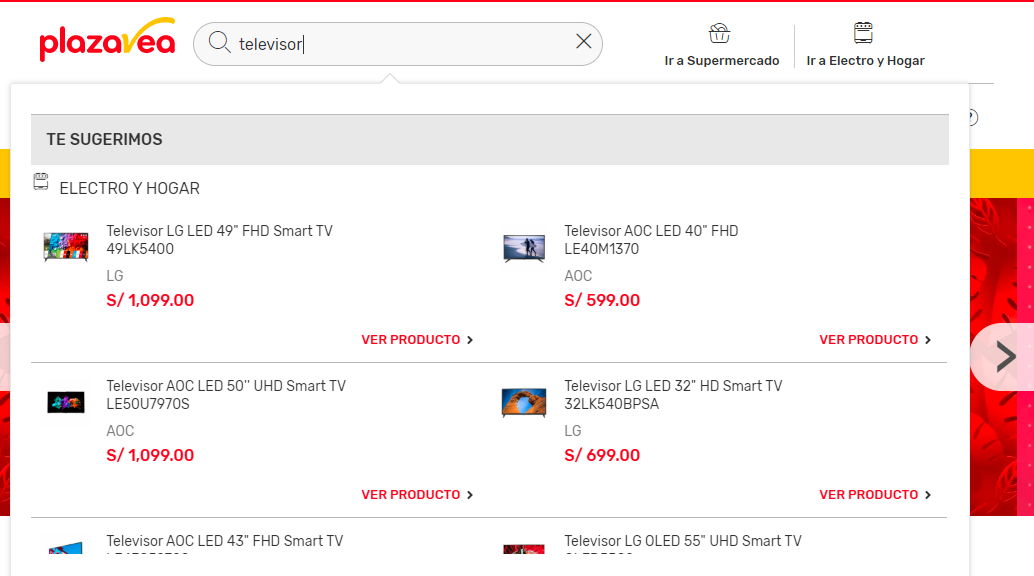 plazavea
televisor
Ir a Supermercado
Ir a Electro y Hogar
?
TE SUGERIMOS
ELECTRO Y HOGAR
Televisor LG LED 49" FHD Smart TV
49LK5400
LG
S/ 1,099.00
VER PRODUCTO
Televisor AOC LED 40" FHD
LE40M1370
AOC
S/ 599.00
VER PRODUCTO
Televisor AOC LED 50'' UHD Smart TV
LE50U7970S
AOC
S/ 1,099.00
VER PRODUCTO
Televisor LG LED 32" HD Smart TV
32LK540BPSA
LG
S/ 699.00
VER PRODUCTO
Televisor AOC LED 43" FHD Smart TV
Televisor LG OLED 55" UHD Smart TV